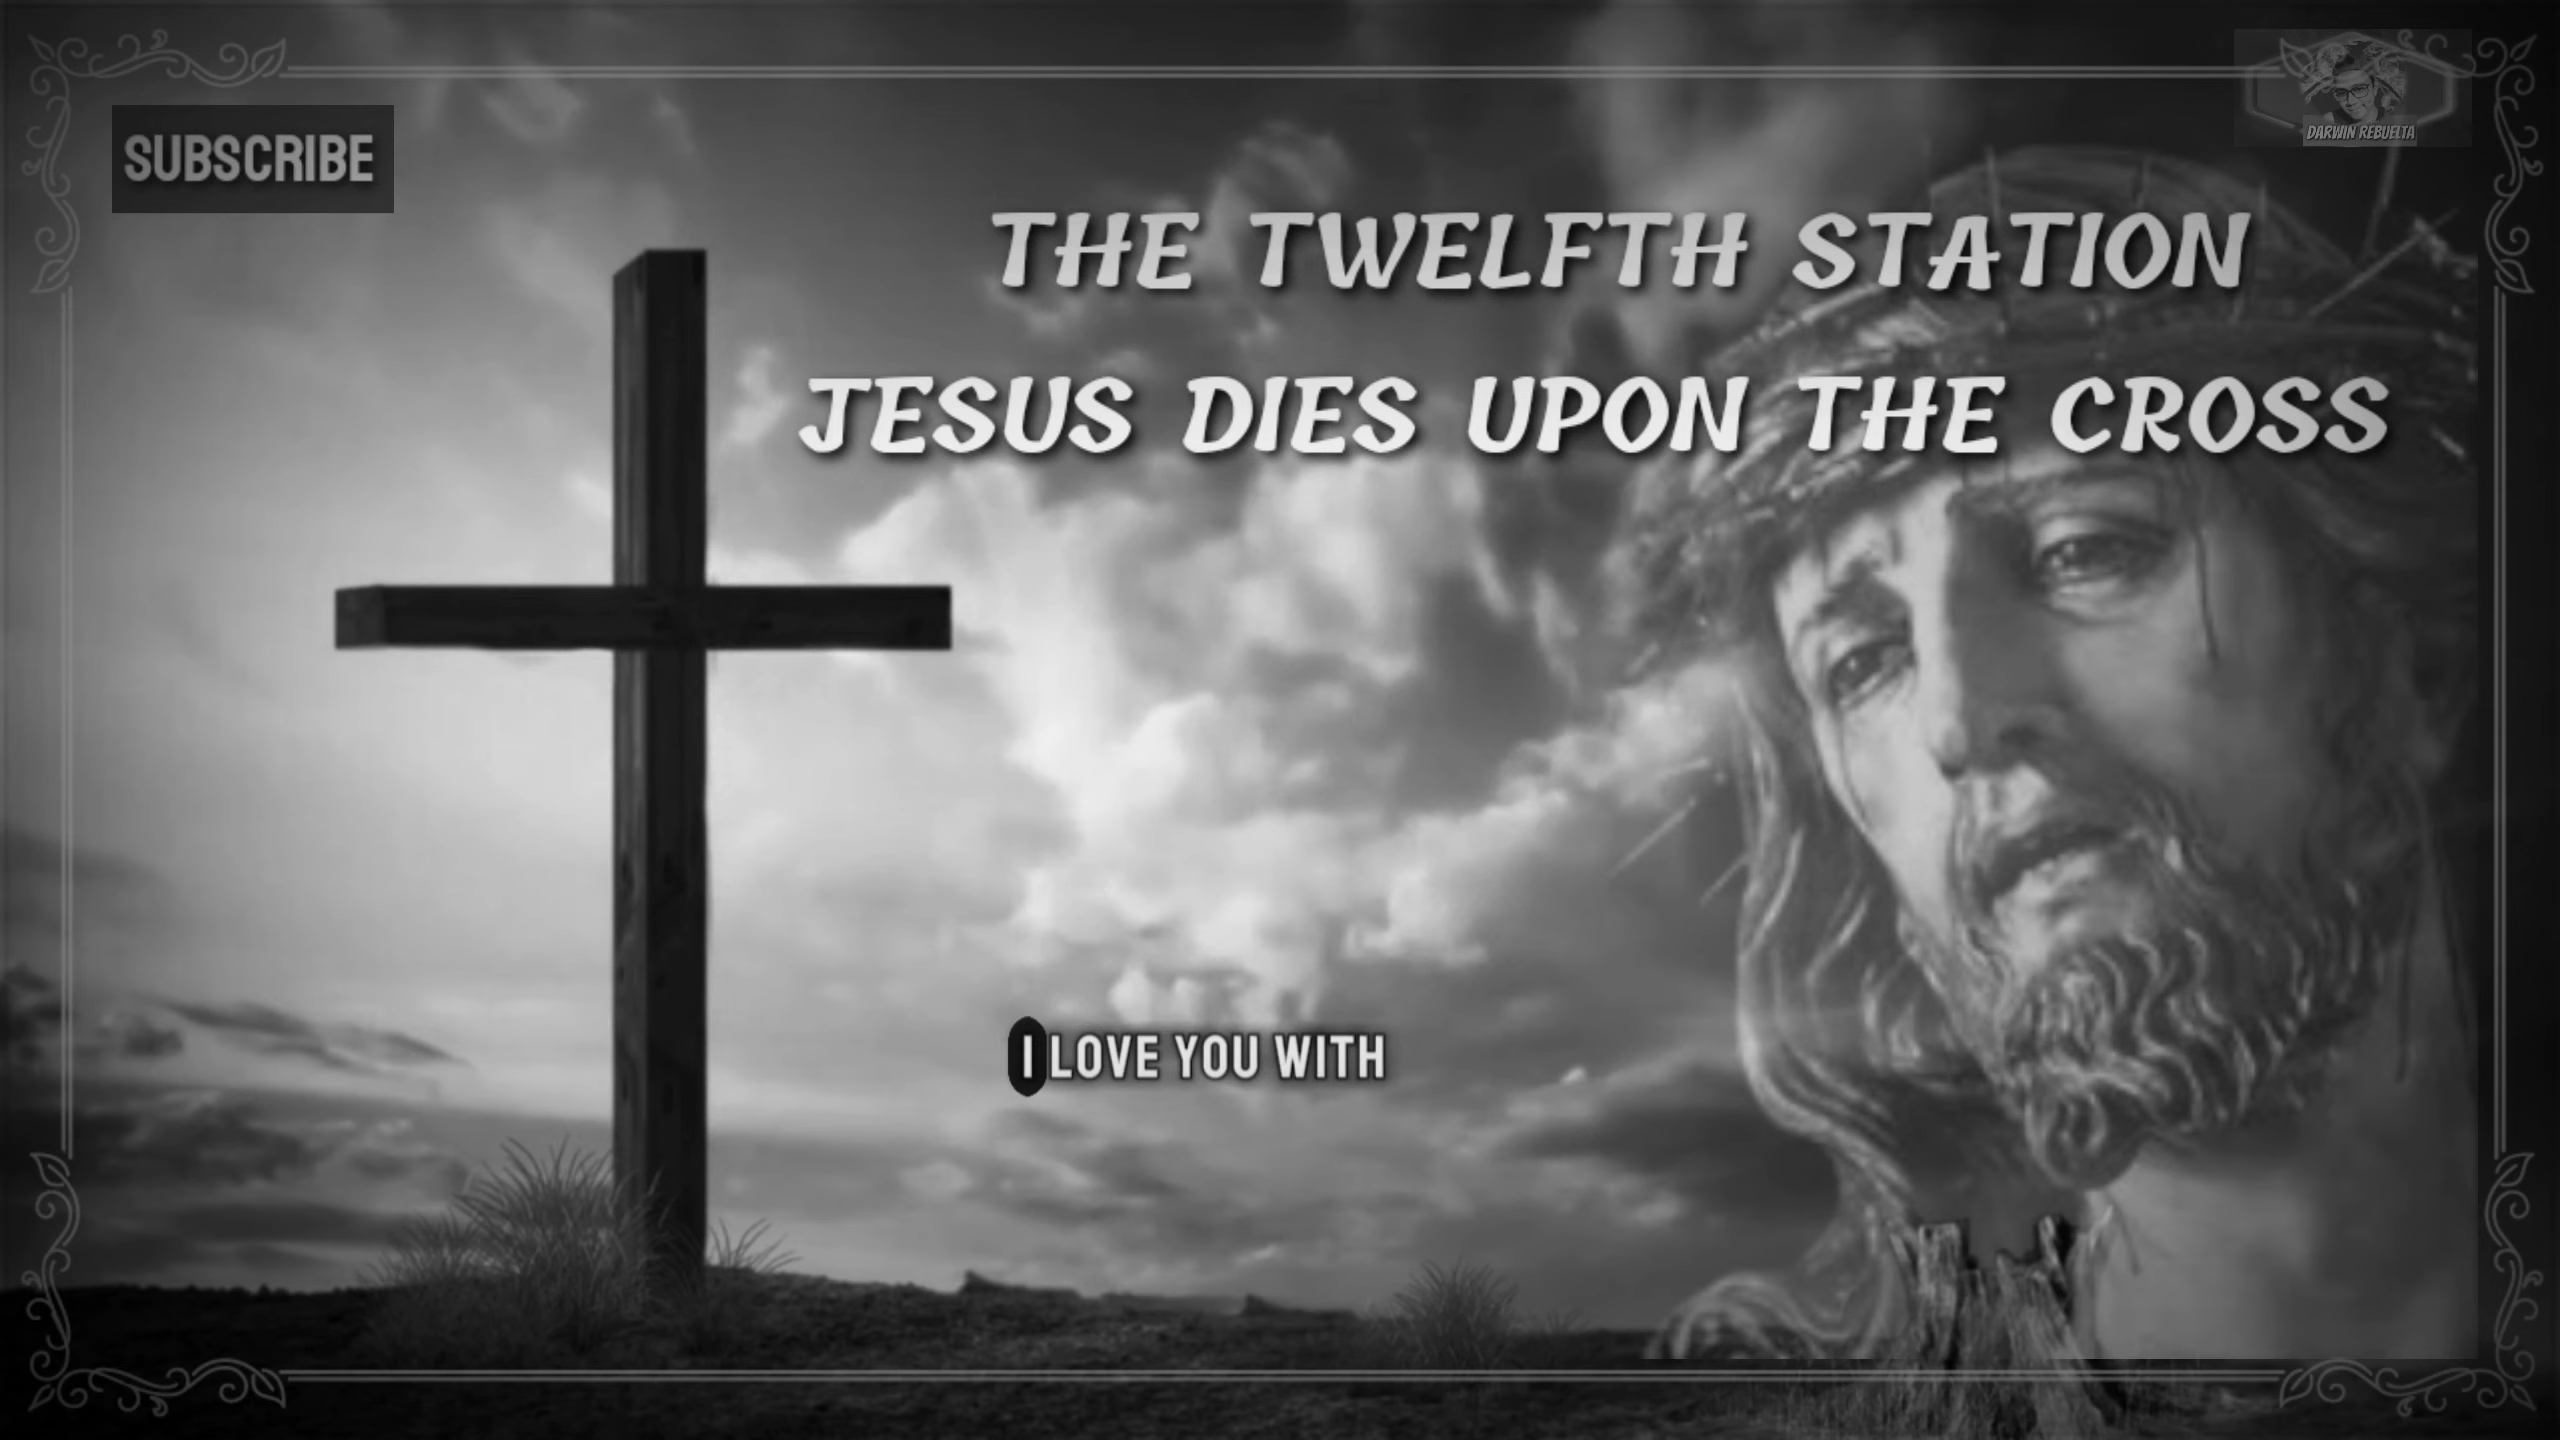 SUBSCRIBE
DARWIN REBUELTA
THE TWELFTH STATION
JESUS DIES UPON THE CROSS
I LOVE YOU WITH